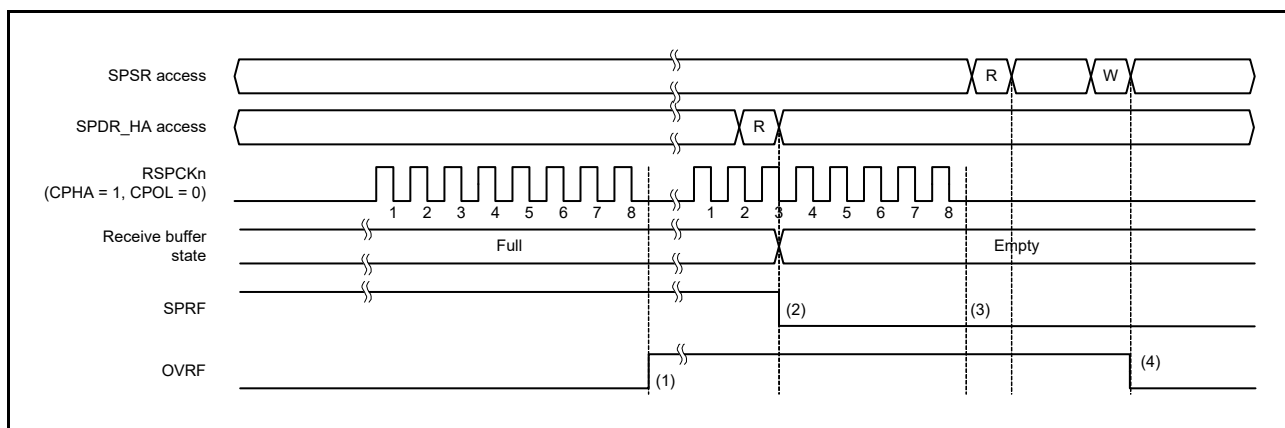 SPSR access
R
W
SPDR_HA access
R
RSPCKn
(CPHA = 1, CPOL = 0)
1 2 3 4 5 6 7 8 1 2 3 4 5 6 7 8
Receive buffer
state
Full
Empty
SPRF
(2)
(3)
OVRF
(1)
(4)